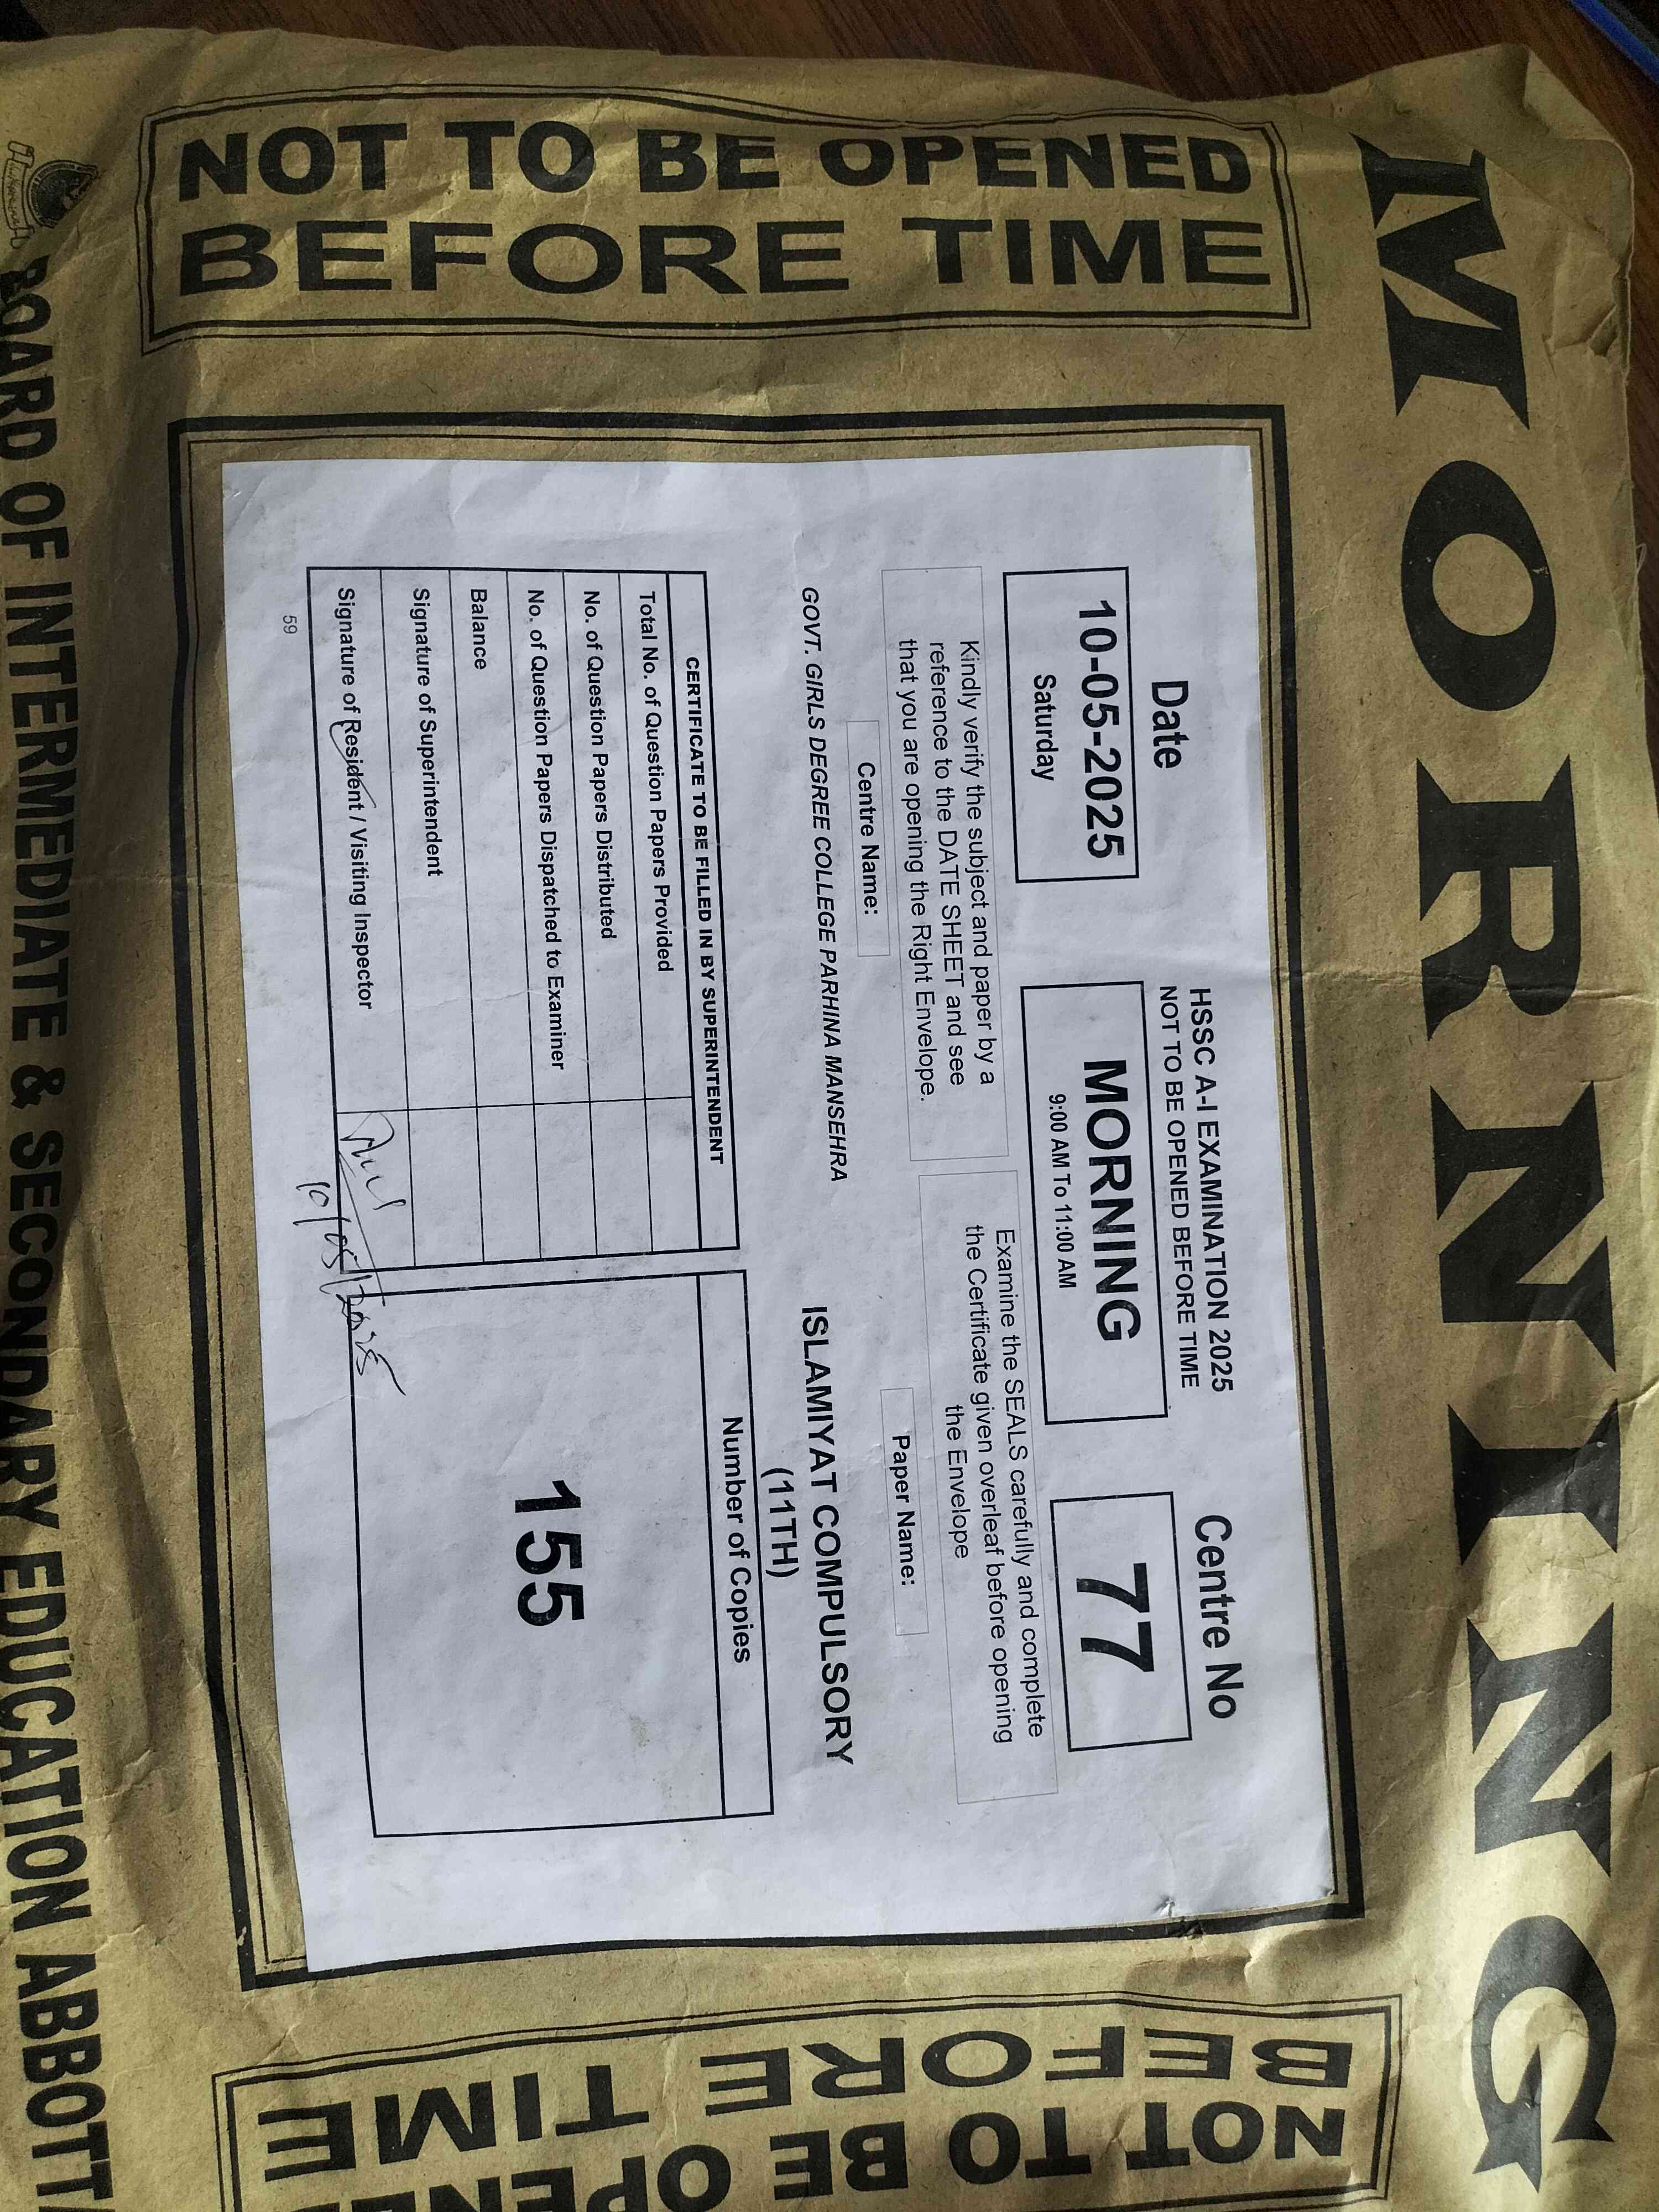 MORNING
NOT TO BE OPENED
BEFORE TIME
Date
10-05-2025
Saturday
HSSC A-I EXAMINATION 2025
NOT TO BE OPENED BEFORE TIME
MORNING
9:00 AM To 11:00 AM
Centre No
77
Kindly verify the subject and paper by a
reference to the DATE SHEET and see
that you are opening the Right Envelope.
Examine the SEALS carefully and complete
the Certificate given overleaf before opening
the Envelope
Centre Name:
GOVT. GIRLS DEGREE COLLEGE PARHINA MANSEHRA
Paper Name:
ISLAMIYAT COMPULSORY
(11TH)
CERTIFICATE TO BE FILLED IN BY SUPERINTENDENT
Total No. of Question Papers Provided
No. of Question Papers Distributed
No. of Question Papers Dispatched to Examiner
Balance
Signature of Superintendent
Signature of Resident / Visiting Inspector
10/05/2025
Number of Copies
155
59
NOT TO BE OPENE
BEFORE TIME
BOARD OF INTERMEDIATE & SECONDARY EDUCATION ABBOTTA